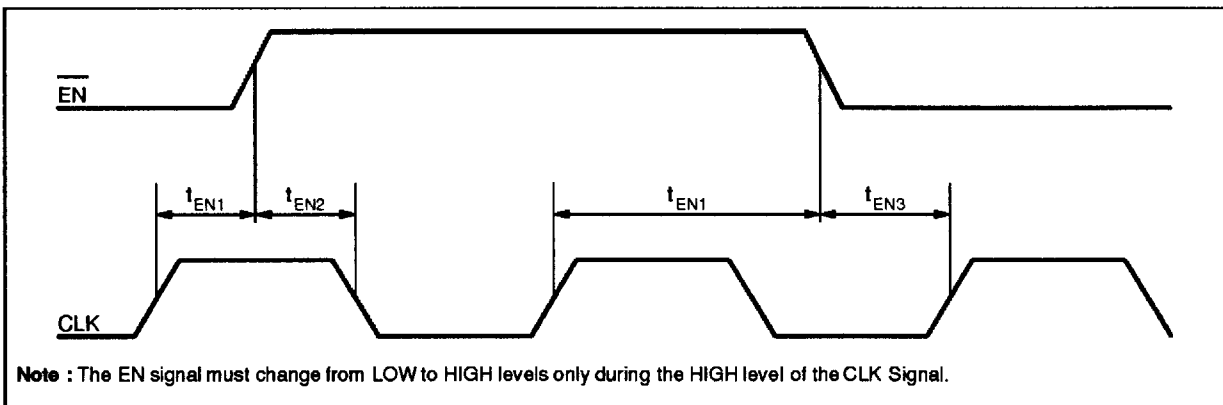 EN
tEN1 tEN2 tEN1 tEN3
CLK
Note : The EN signal must change from LOW to HIGH levels only during the HIGH level of the CLK Signal.